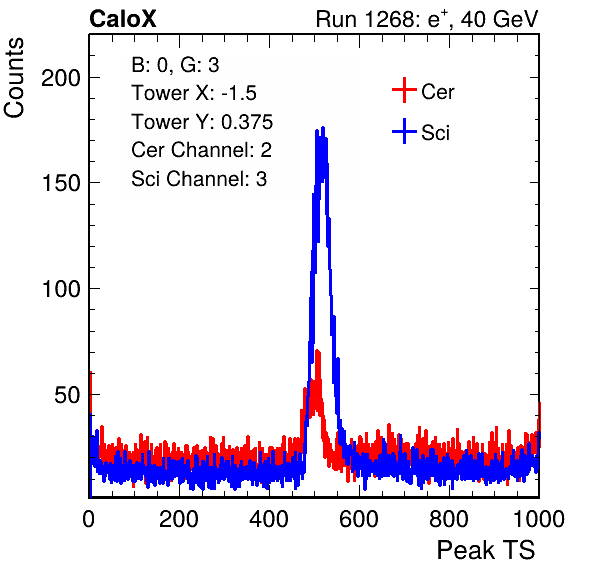 CaloX Run 1268: e⁺, 40 GeV
Counts
B: 0, G: 3
Tower X: -1.5
Tower Y: 0.375
Cer Channel: 2
Sci Channel: 3
Cer
Sci
200
150
100
50
0 200 400 600 800 1000
Peak TS